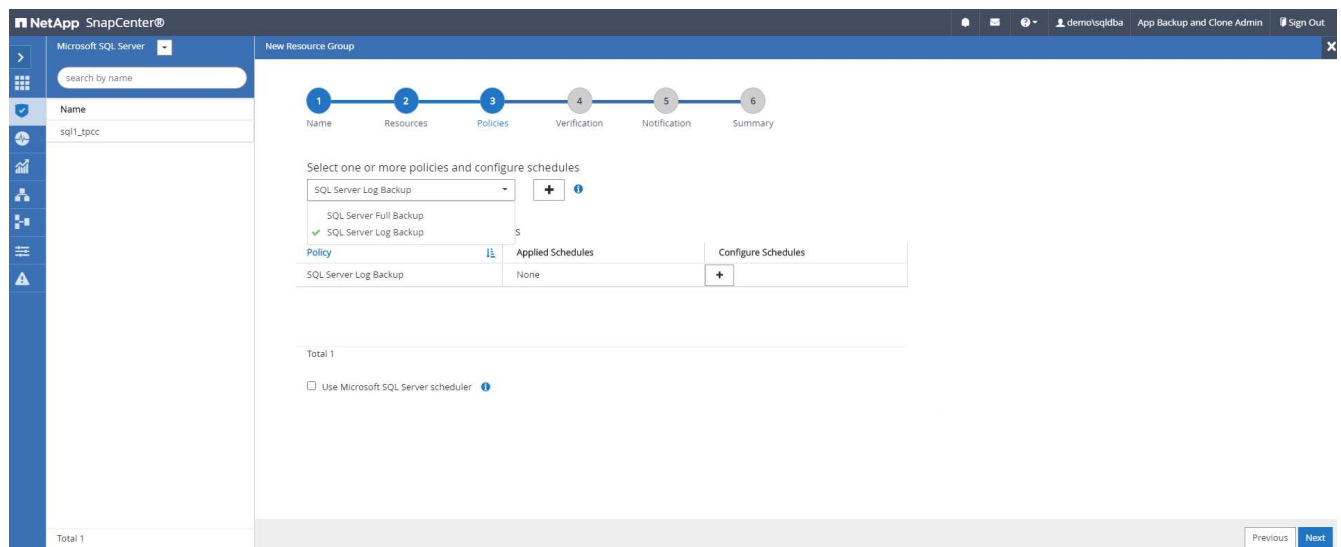 NetApp SnapCenter®
demo\sqldba App Backup and Clone Admin Sign Out
Microsoft SQL Server
search by name
Name
sql1_tpcc
Total 1
New Resource Group
1 2 3 4 5 6
Name Resources Policies Verification Notification Summary
Select one or more policies and configure schedules
SQL Server Log Backup
SQL Server Full Backup
SQL Server Log Backup
s
Policy Applied Schedules Configure Schedules
SQL Server Log Backup None
Total 1
Use Microsoft SQL Server scheduler
Previous Next